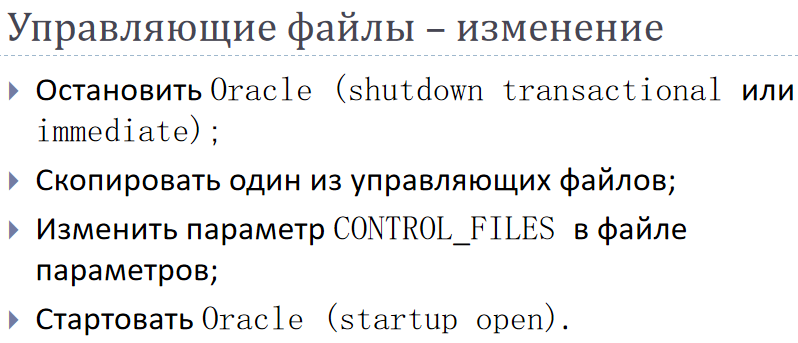 Управляющие файлы – изменение
Остановить Oracle (shutdown transactional или
immediate);
Скопировать один из управляющих файлов;
Изменить параметр CONTROL_FILES в файле
параметров;
Стартовать Oracle (startup open).